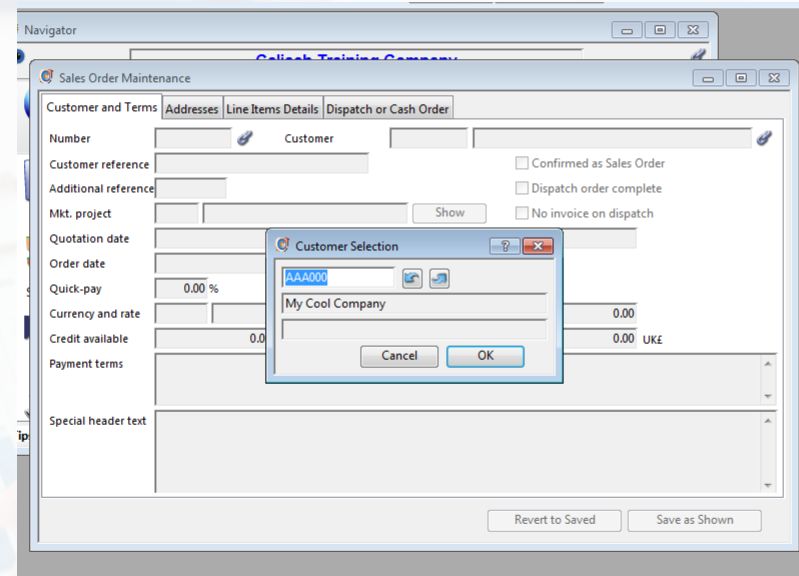 Navigator
Sales Order Maintenance
Customer and Terms Addresses Line Items Details Dispatch or Cash Order
Number Customer
Customer reference Confirmed as Sales Order
Additional reference Dispatch order complete
Mkt. project Show No invoice on dispatch
Quotation date
Order date
Quick-pay 0.00 %
Currency and rate 0.00
Credit available 0.0 0.00 UK£
Payment terms
Special header text
Customer Selection
AAA000
My Cool Company
Cancel OK
Revert to Saved Save as Shown